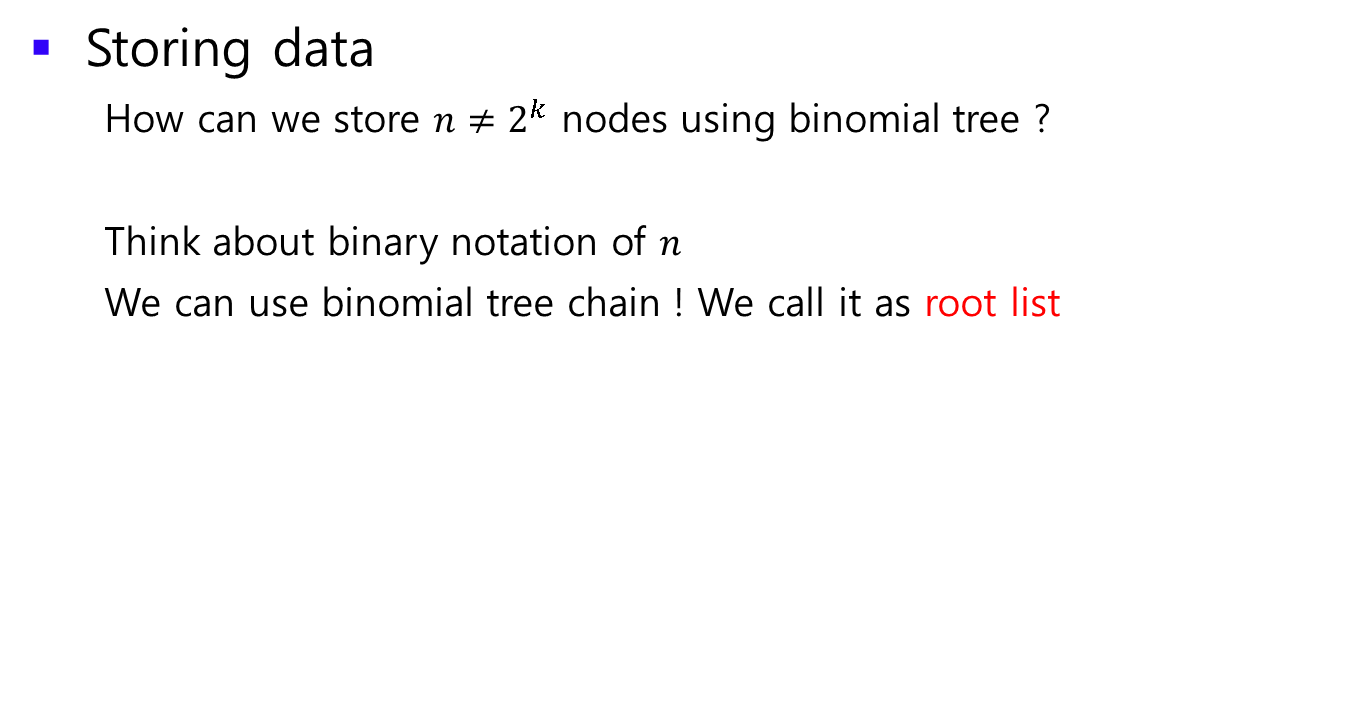 Storing data
How can we store n ≠ 2^k nodes using binomial tree ?
Think about binary notation of n
We can use binomial tree chain ! We call it as root list